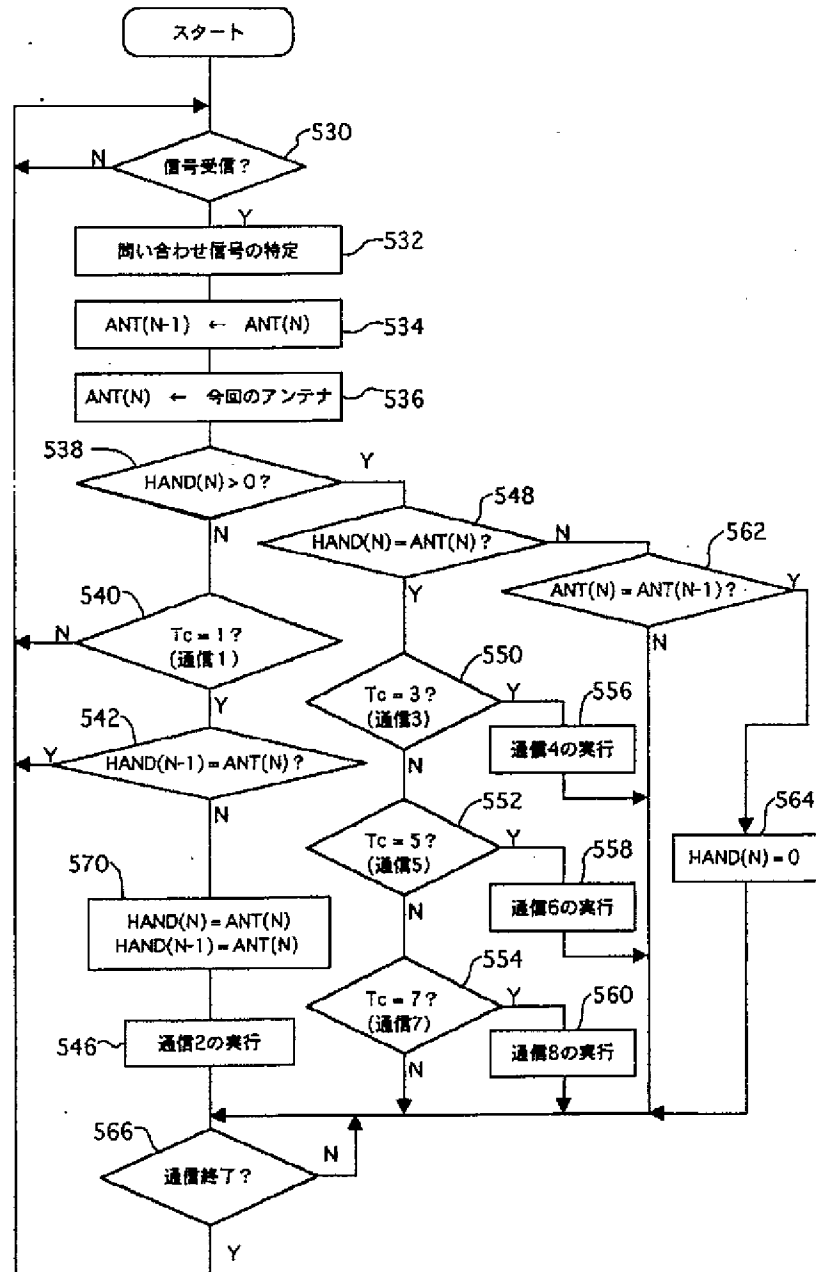 スタート
530
信号受信?
N
Y
問い合わせ信号の特定
532
ANT(N-1) ← ANT(N)
534
ANT(N) ← 今回のアンテナ
536
538
HAND(N) > 0 ?
Y
N
548
HAND(N) = ANT(N) ?
N
Y
562
ANT(N) = ANT(N-1) ?
Y
N
540
Tc = 1 ?
(通信1)
N
Y
550
Tc = 3 ?
(通信3)
Y
N
556
通信4の実行
542
HAND(N-1) = ANT(N) ?
Y
N
552
Tc = 5 ?
(通信5)
Y
N
558
通信6の実行
564
HAND(N) = 0
570
HAND(N) = ANT(N)
HAND(N-1) = ANT(N)
554
Tc = 7 ?
(通信7)
Y
N
560
通信8の実行
546
通信2の実行
566
通信終了?
N
Y